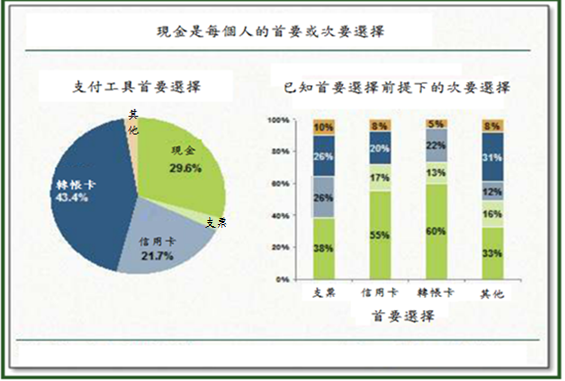 現金是每個人的首要或次要選擇
支付工具首要選擇
其他
現金
29.6%
支票
信用卡
21.7%
轉帳卡
43.4%
已知首要選擇前提下的次要選擇
100%
80%
60%
40%
20%
0%
10%
26%
26%
38%
8%
20%
17%
55%
5%
22%
13%
60%
8%
31%
12%
16%
33%
支票 信用卡 轉帳卡 其他
首要選擇